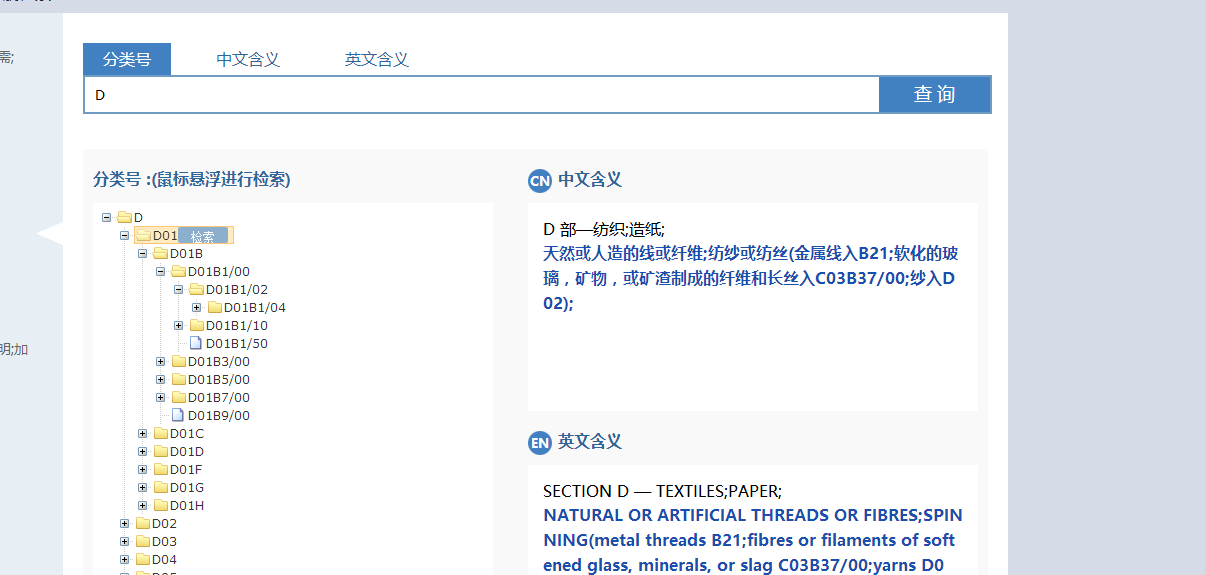 需;
分类号 中文含义 英文含义
D 查询
分类号 :(鼠标悬浮进行检索)
D
D01 检索
D01B
D01B1/00
D01B1/02
D01B1/04
D01B1/10
D01B1/50
D01B3/00
D01B5/00
D01B7/00
D01B9/00
D01C
D01D
D01F
D01G
D01H
D02
D03
D04
明;加
CN 中文含义
D 部—纺织;造纸;
天然或人造的线或纤维;纺纱或纺丝(金属线入B21;软化的玻
璃，矿物，或矿渣制成的纤维和长丝入C03B37/00;纱入D
02);
EN 英文含义
SECTION D — TEXTILES;PAPER;
NATURAL OR ARTIFICIAL THREADS OR FIBRES;SPIN
NING(metal threads B21;fibres or filaments of soft
ened glass, minerals, or slag C03B37/00;yarns D0